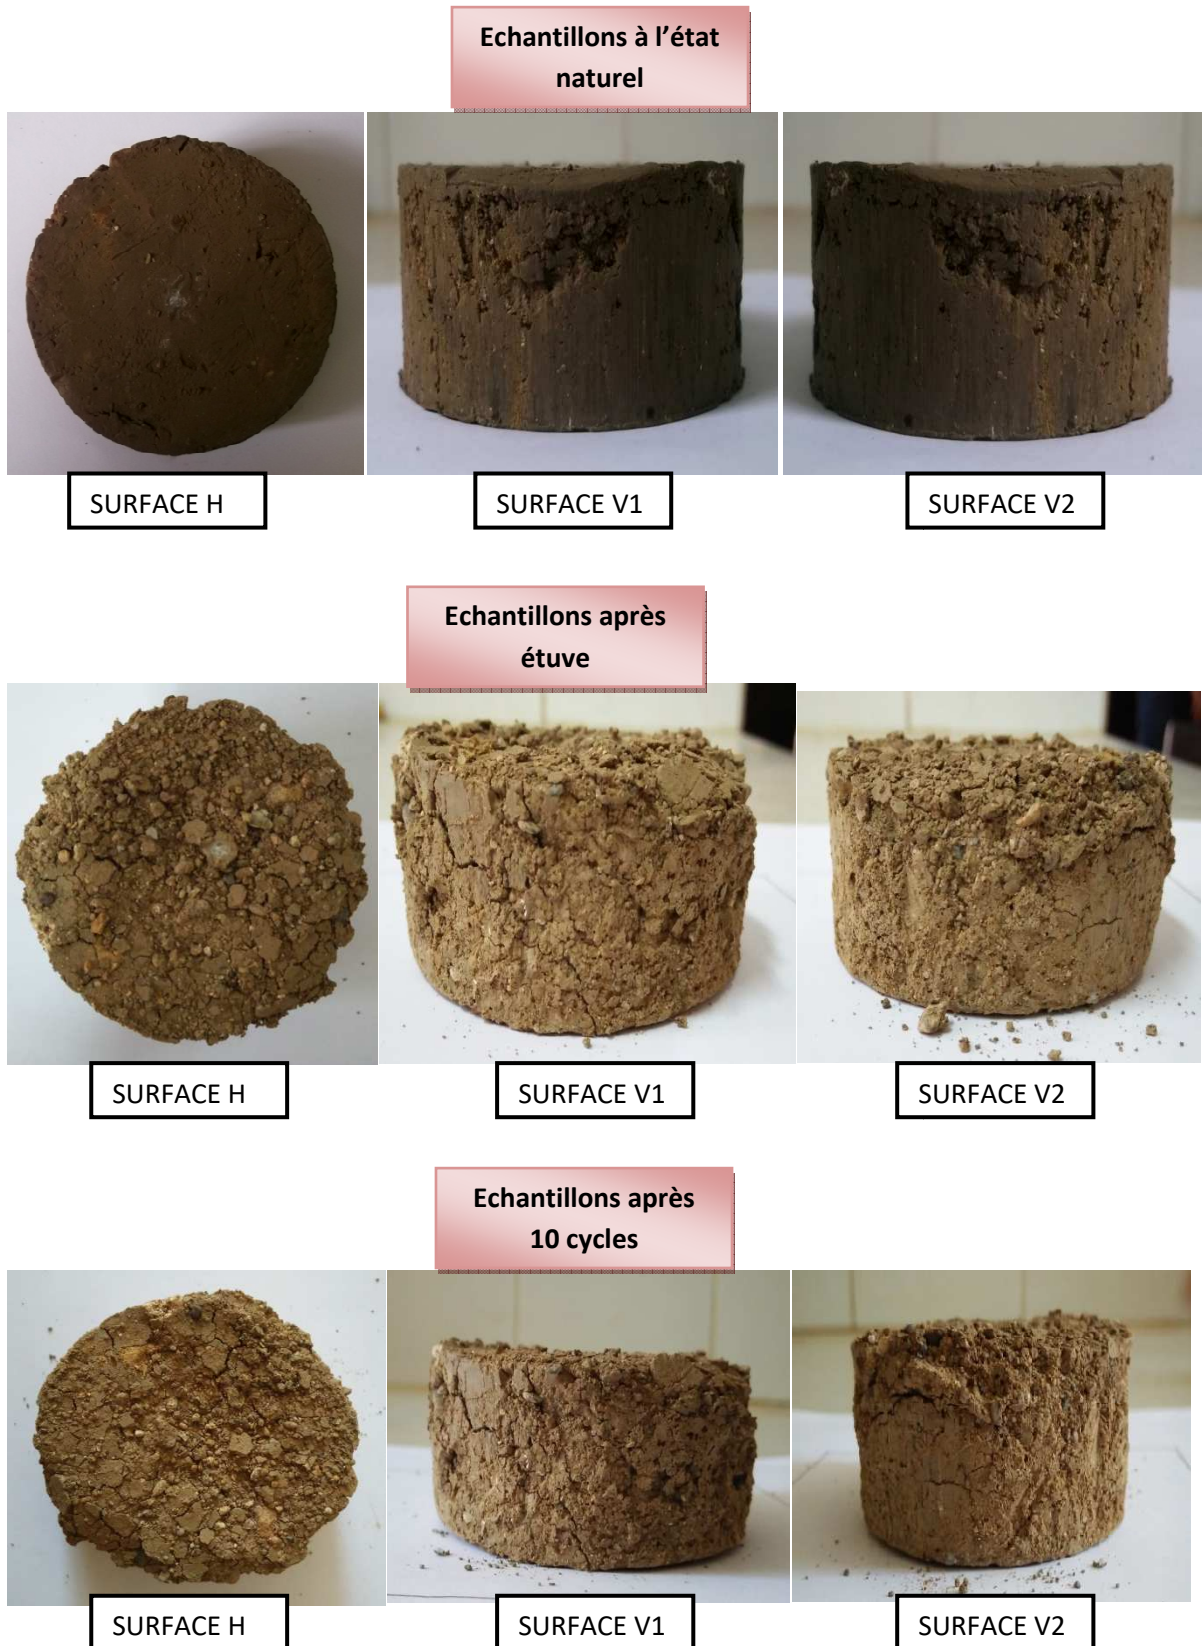 Echantillons à l’état
naturel
SURFACE H
SURFACE V1
SURFACE V2
Echantillons après
étuve
SURFACE H
SURFACE V1
SURFACE V2
Echantillons après
10 cycles
SURFACE H
SURFACE V1
SURFACE V2